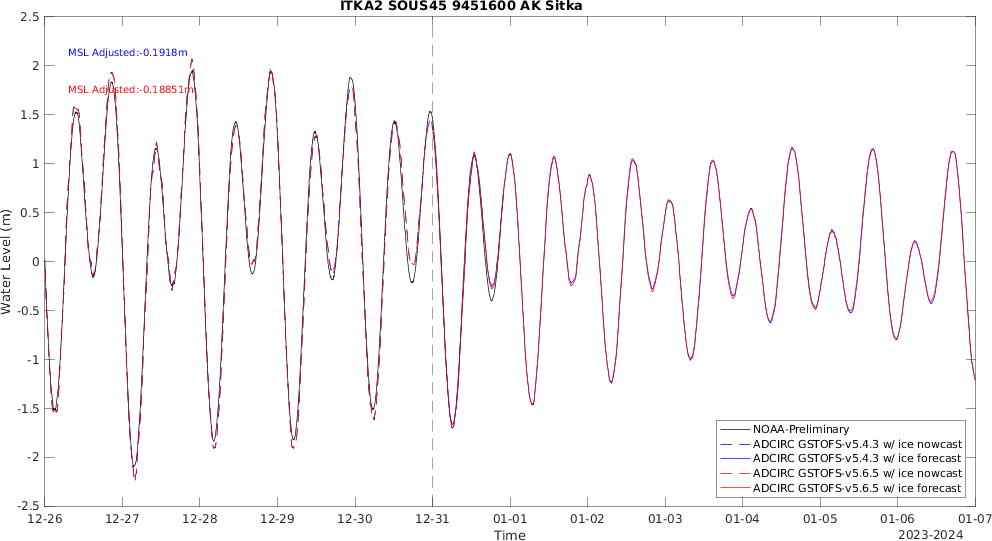 ITKA2 SOUS45 9451600 AK Sitka
2.5
MSL Adjusted:-0.1918m
2
MSL Adjusted:-0.18851m
1.5
1
0.5
Water Level (m)
0
-0.5
-1
-1.5
NOAA-Preliminary
ADCIRC GSTOFS-v5.4.3 w/ ice nowcast
-2
ADCIRC GSTOFS-v5.4.3 w/ ice forecast
ADCIRC GSTOFS-v5.6.5 w/ ice nowcast
ADCIRC GSTOFS-v5.6.5 w/ ice forecast
-2.5
12-26 12-27 12-28 12-29 12-30 12-31 01-01 01-02 01-03 01-04 01-05 01-06 01-07
Time
2023-2024